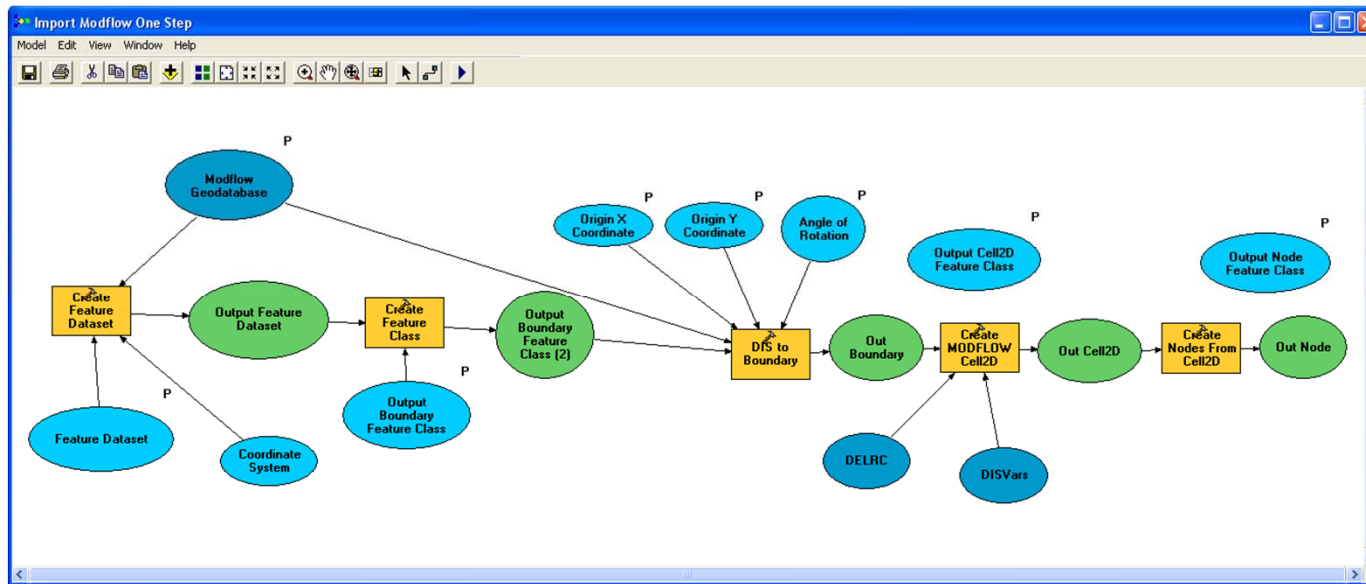 Import Modflow One Step
Model Edit View Window Help
P
Modflow
Geodatabase
P
Origin X
Coordinate
P
Origin Y
Coordinate
P
Angle of
Rotation
P
Output Cell2D
Feature Class
P
Output Node
Feature Class
Create
Feature
Dataset
Output Feature
Dataset
Create
Feature
Class
Output
Boundary
Feature
Class (2)
DIS to
Boundary
Out
Boundary
Create
MODFLOW
Cell2D
Out Cell2D
Create
Nodes From
Cell2D
Out Node
P
Feature Dataset
P
Coordinate
System
Output
Boundary
Feature Class
DELRC
DISVars